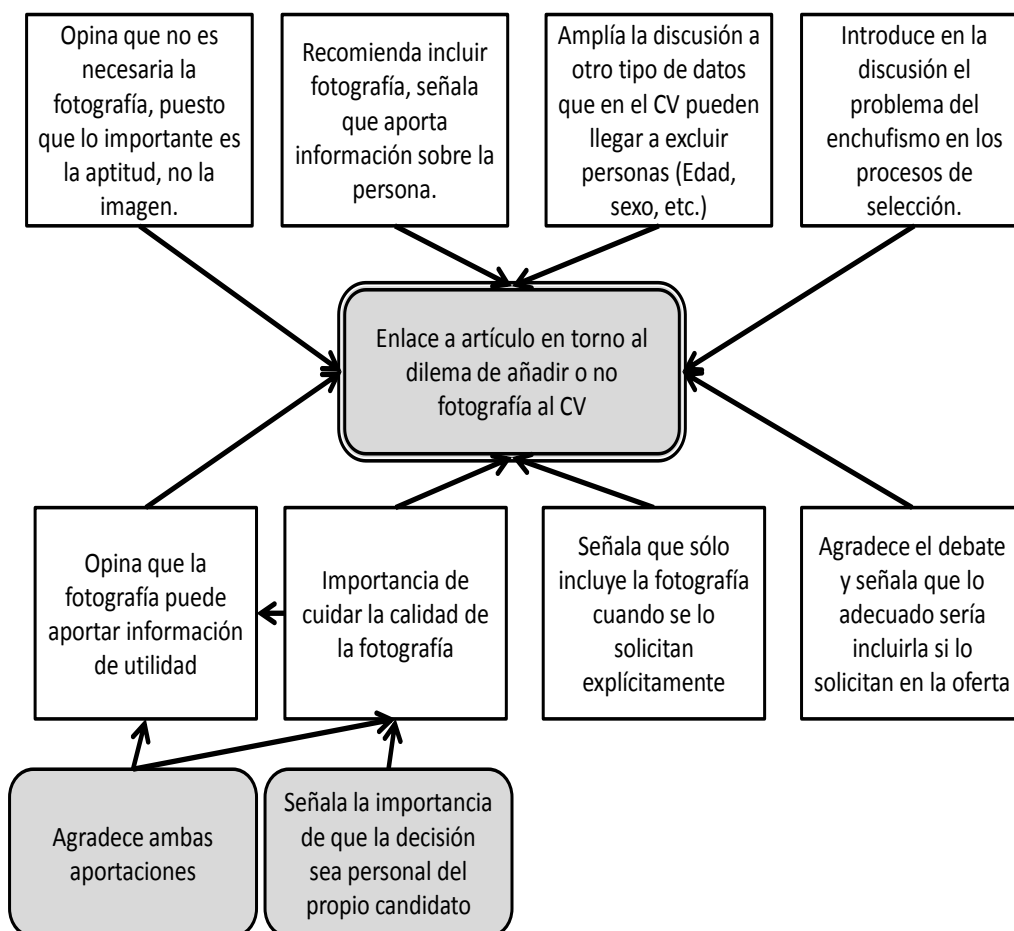 Opina que no es
necesaria la
fotografía, puesto
que lo importante es
la aptitud, no la
imagen.
Recomienda incluir
fotografía, señala
que aporta
información sobre la
persona.
Amplía la discusión a
otro tipo de datos
que en el CV pueden
llegar a excluir
personas (Edad,
sexo, etc.)
Introduce en la
discusión el
problema del
enchufismo en los
procesos de
selección.
Enlace a artículo en torno al
dilema de añadir o no
fotografía al CV
Opina que la
fotografía puede
aportar información
de utilidad
Importancia de
cuidar la calidad de
la fotografía
Señala que sólo
incluye la fotografía
cuando se lo
solicitan
explícitamente
Agradece el debate
y señala que lo
adecuado sería
incluirla si lo
solicitan en la oferta
Agradece ambas
aportaciones
Señala la importancia
de que la decisión
sea personal del
propio candidato